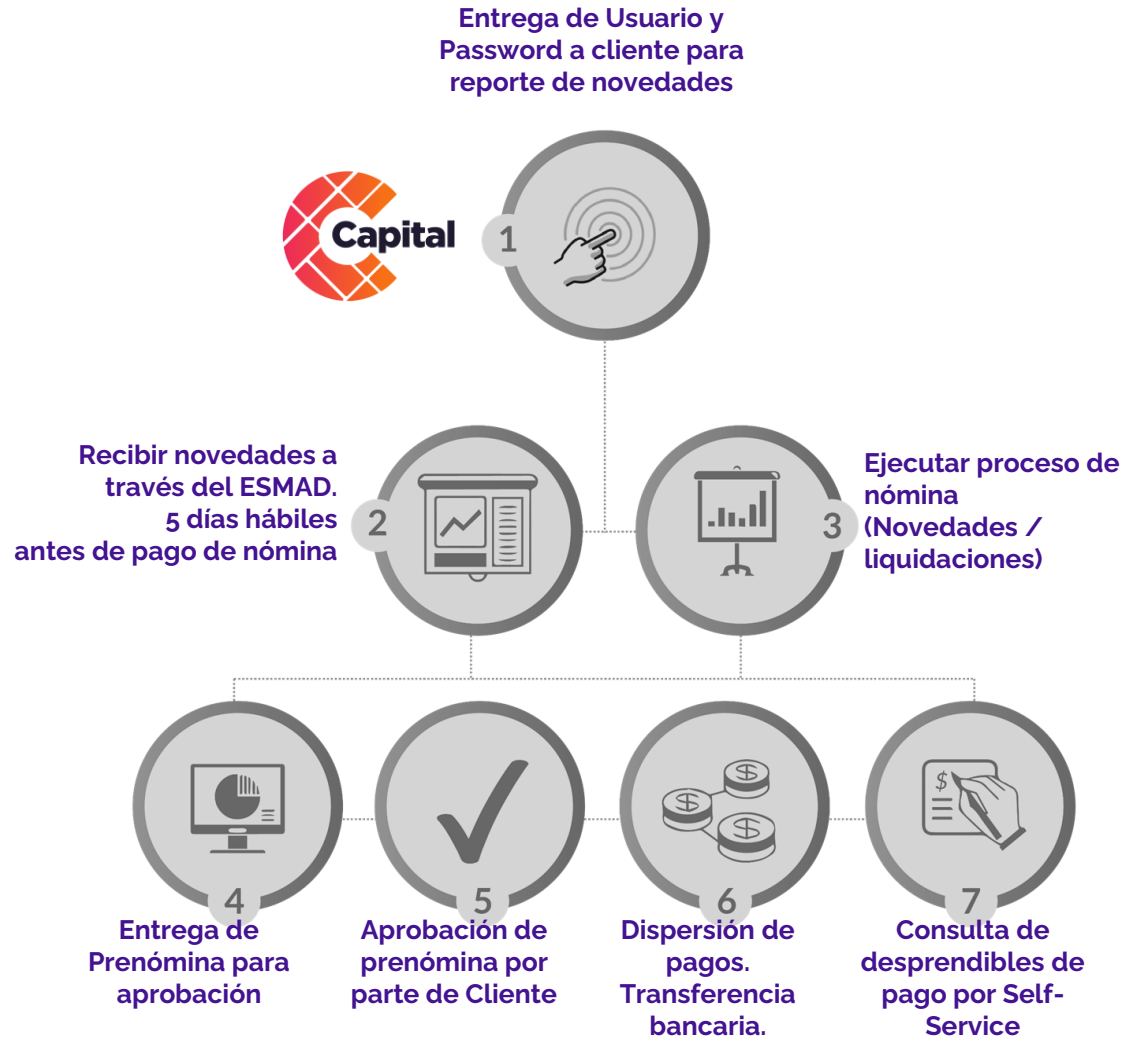 Entrega de Usuario y
Password a cliente para
reporte de novedades
Capital
1
Recibir novedades a
través del ESMAD.
5 días hábiles
antes de pago de nómina
2
3
Ejecutar proceso de
nómina
(Novedades /
liquidaciones)
4
Entrega de
Prenómina para
aprobación
5
Aprobación de
prenómina por
parte de Cliente
6
Dispersión de
pagos.
Transferencia
bancaria.
7
Consulta de
desprendibles de
pago por Self-
Service
$
$
$
$